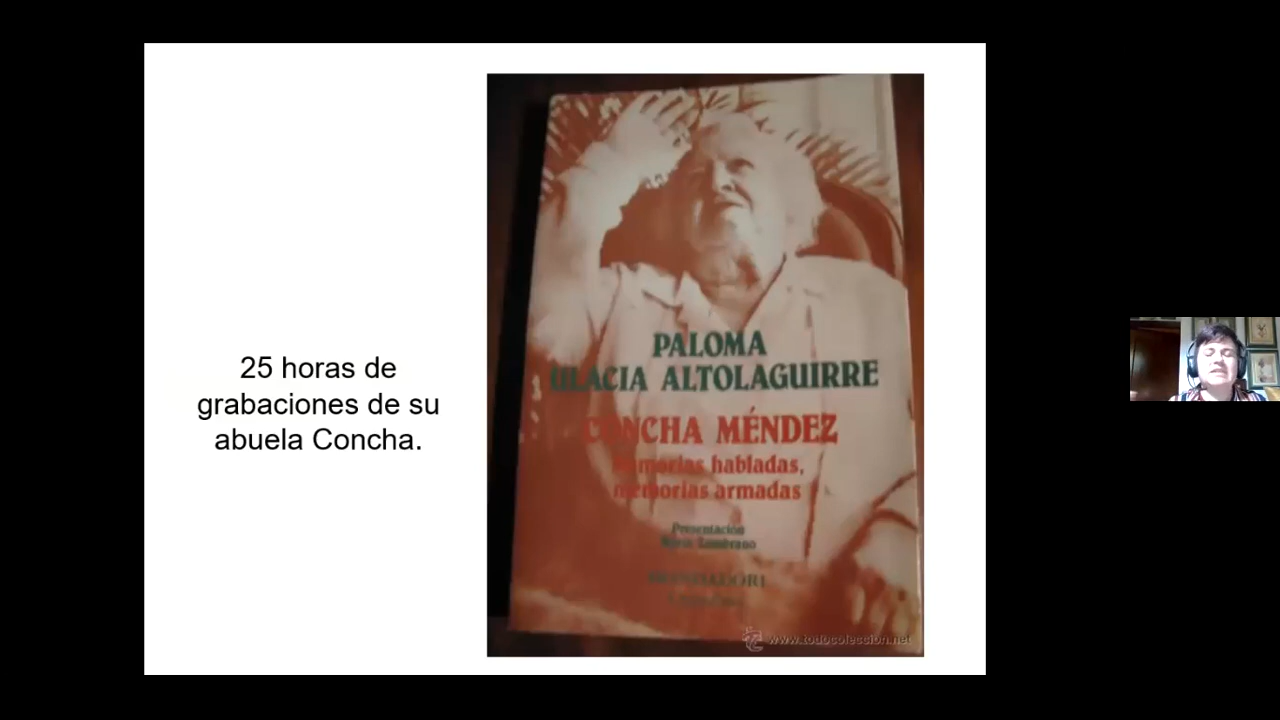 25 horas de
grabaciones de su
abuela Concha.
PALOMA
ULACIA ALTOLAGUIRRE
CONCHA MÉNDEZ
Memorias habladas,
memorias armadas
Presentación
María Zambrano
MONDADORI
www.todocoleccion.net